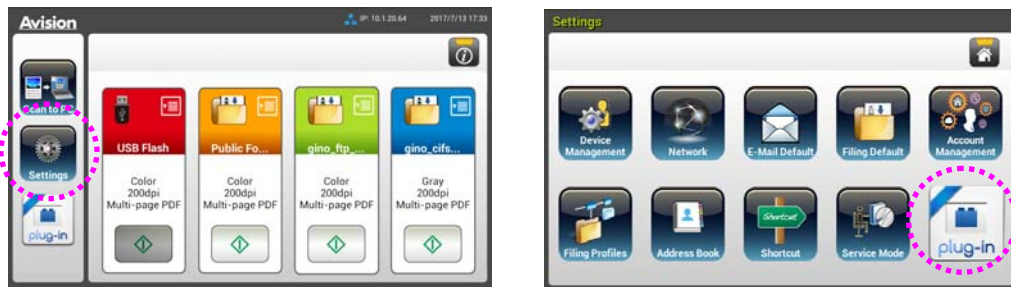 Avision
IP: 10.1.20.64 2017/7/13 17:33
Scan to PC
Settings
plug-in
USB Flash
Color
200dpi
Multi-page PDF
Public Fo...
Color
200dpi
Multi-page PDF
gino_ftp_...
Color
200dpi
Multi-page PDF
gino_cifs...
Gray
200dpi
Multi-page PDF
Settings
Device
Management
Network
E-Mail Default
Filing Default
Account
Management
Filing Profiles
Address Book
Shortcut
Shortcut
Service Mode
plug-in